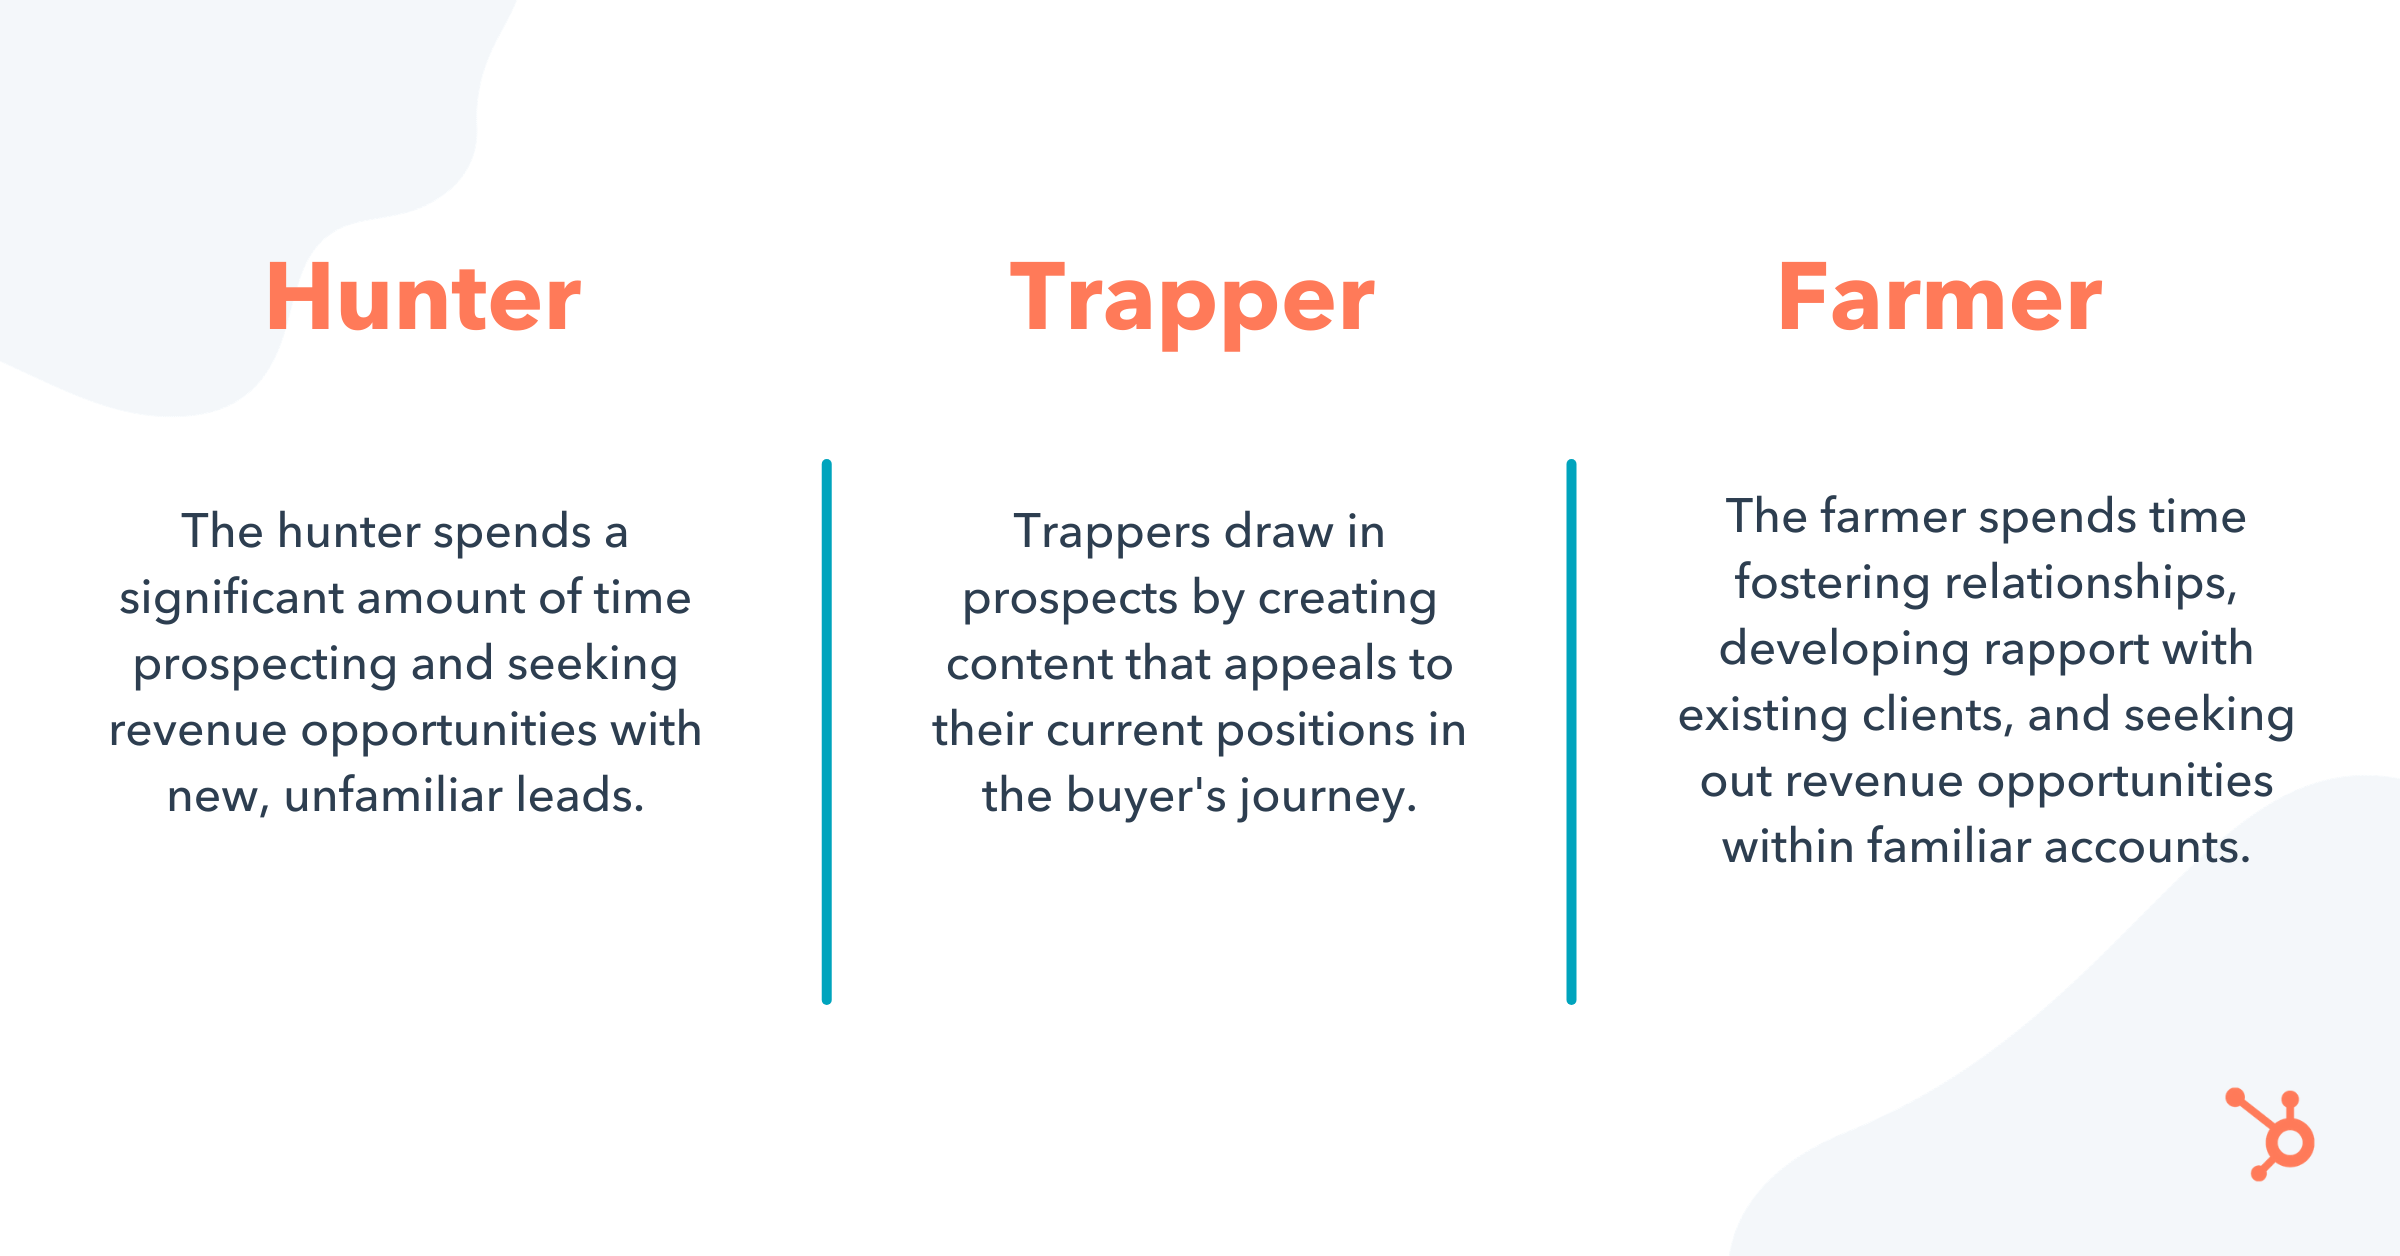 Hunter
The hunter spends a
significant amount of time
prospecting and seeking
revenue opportunities with
new, unfamiliar leads.
Trapper
Trappers draw in
prospects by creating
content that appeals to
their current positions in
the buyer's journey.
Farmer
The farmer spends time
fostering relationships,
developing rapport with
existing clients, and seeking
out revenue opportunities
within familiar accounts.